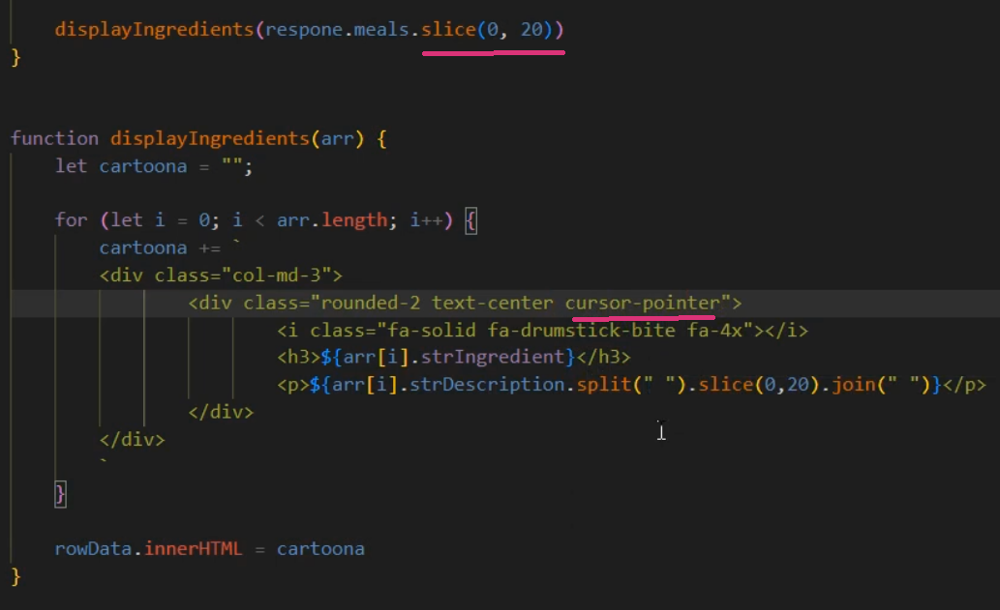 displayIngredients(respone.meals.slice(0, 20))
}
function displayIngredients(arr) {
let cartoona = "";
for (let i = 0; i < arr.length; i++) {
cartoona += `
<div class="col-md-3">
<div class="rounded-2 text-center cursor-pointer">
<i class="fa-solid fa-drumstick-bite fa-4x"></i>
<h3>${arr[i].strIngredient}</h3>
<p>${arr[i].strDescription.split(" ").slice(0,20).join(" ")}</p>
</div>
</div>
`
}
rowData.innerHTML = cartoona
}